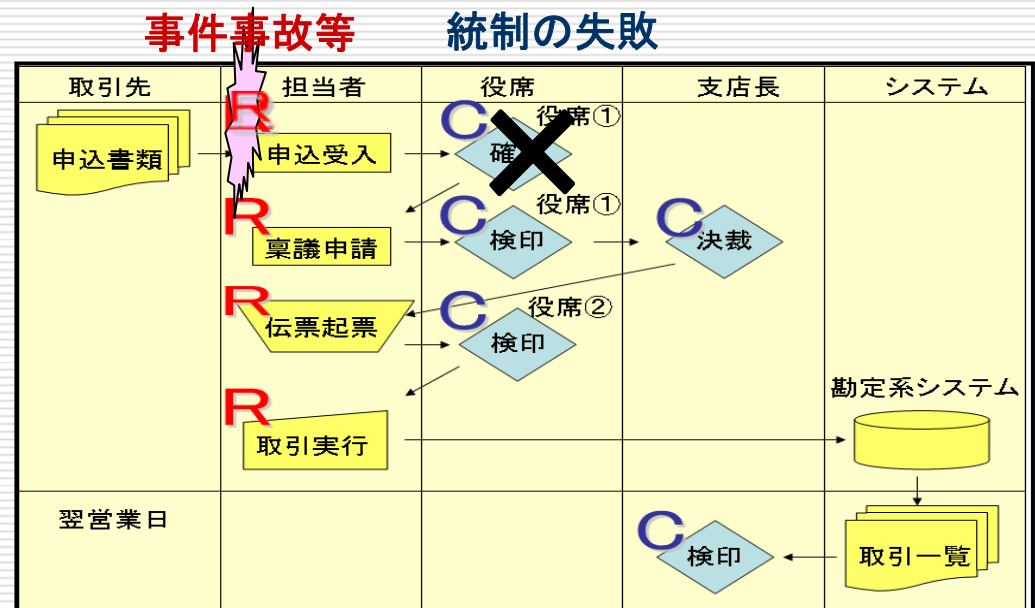 事件事故等 統制の失敗
取引先 担当者 役席 支店長 システム
R C 役席①
申込書類 申込受入 確
R C 役席① C
稟議申請 検印 決裁
R C 役席②
伝票起票 検印
R 勘定系システム
取引実行
翌営業日 C
検印 取引一覧